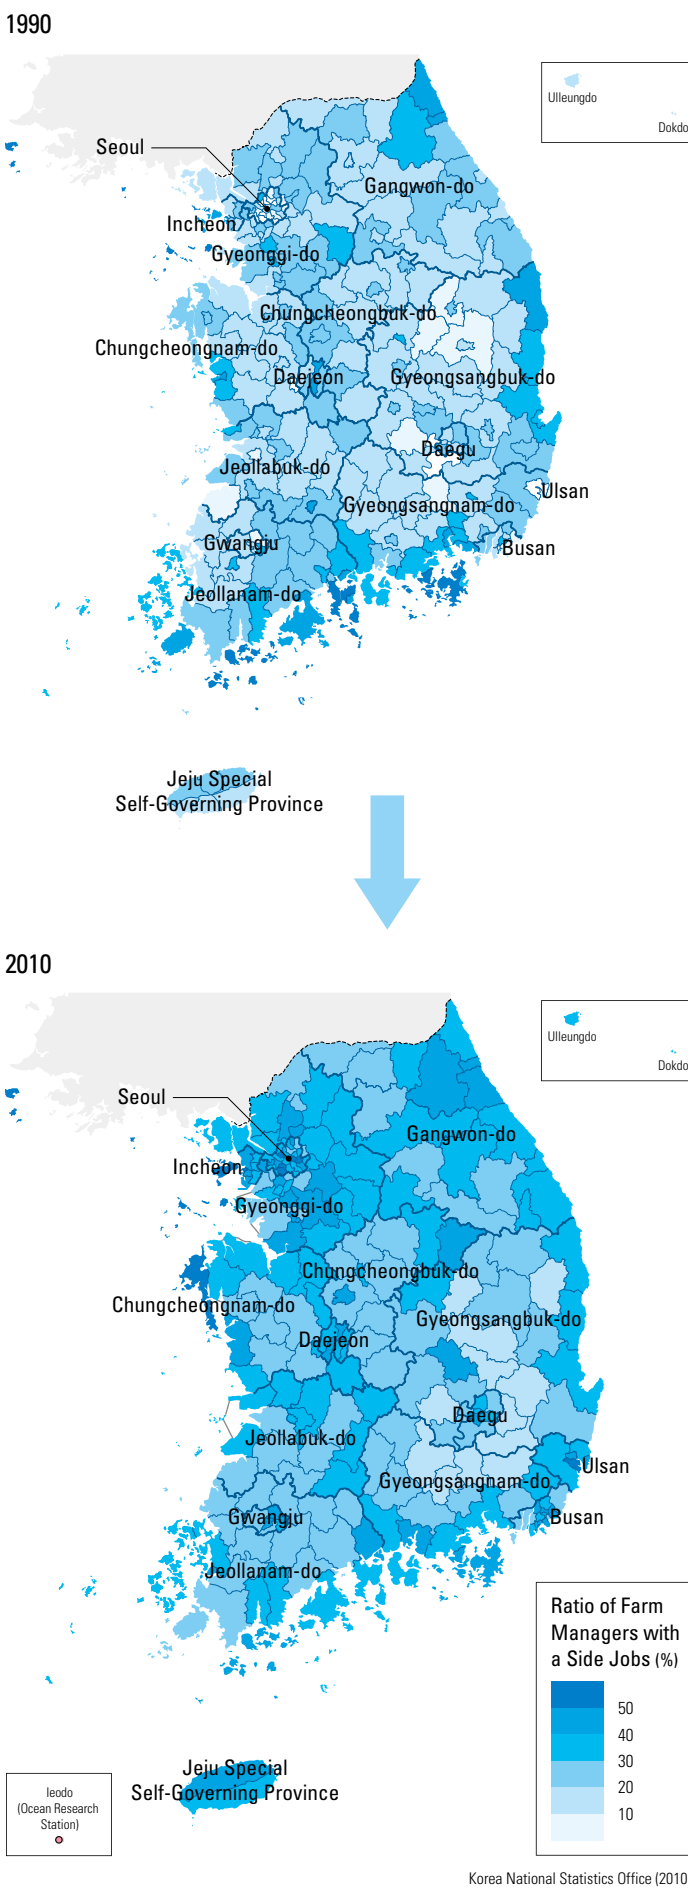 1990
Ulleungdo
Dokdo
Seoul
Gangwon-do
Incheon
Gyeonggi-do
Chungcheongbuk-do
Chungcheongnam-do
Daejeon
Gyeongsangbuk-do
Daegu
Jeollabuk-do
Ulsan
Gyeongsangnam-do
Gwangju
Busan
Jeollanam-do
Jeju Special
Self-Governing Province
2010
Ulleungdo
Dokdo
Seoul
Gangwon-do
Incheon
Gyeonggi-do
Chungcheongbuk-do
Chungcheongnam-do
Gyeongsangbuk-do
Daejeon
Daegu
Jeollabuk-do
Ulsan
Gyeongsangnam-do
Gwangju
Busan
Jeollanam-do
Ratio of Farm
Managers with
a Side Jobs (%)
50
40
30
20
10
Jeju Special
Self-Governing Province
Ieodo
(Ocean Research
Station)
Korea National Statistics Office (2010